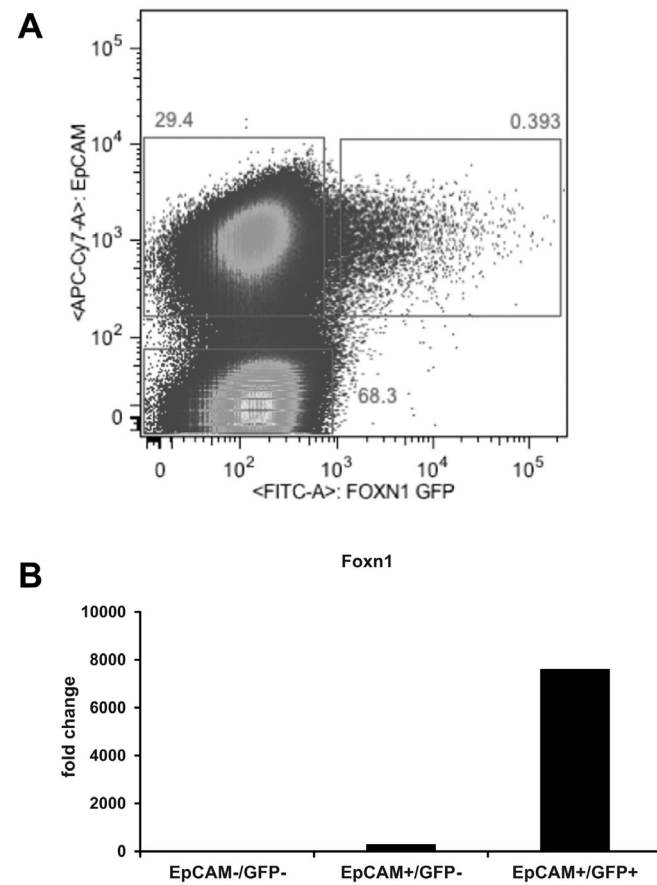 A
10^5
29.4
0.393
10^4
<APC-Cy7-A>: EpCAM
10^3
10^2
68.3
0
0 10^2 10^3 10^4 10^5
<FITC-A>: FOXN1 GFP
B
Foxn1
10000
8000
6000
4000
2000
0
fold change
EpCAM-/GFP- EpCAM+/GFP- EpCAM+/GFP+